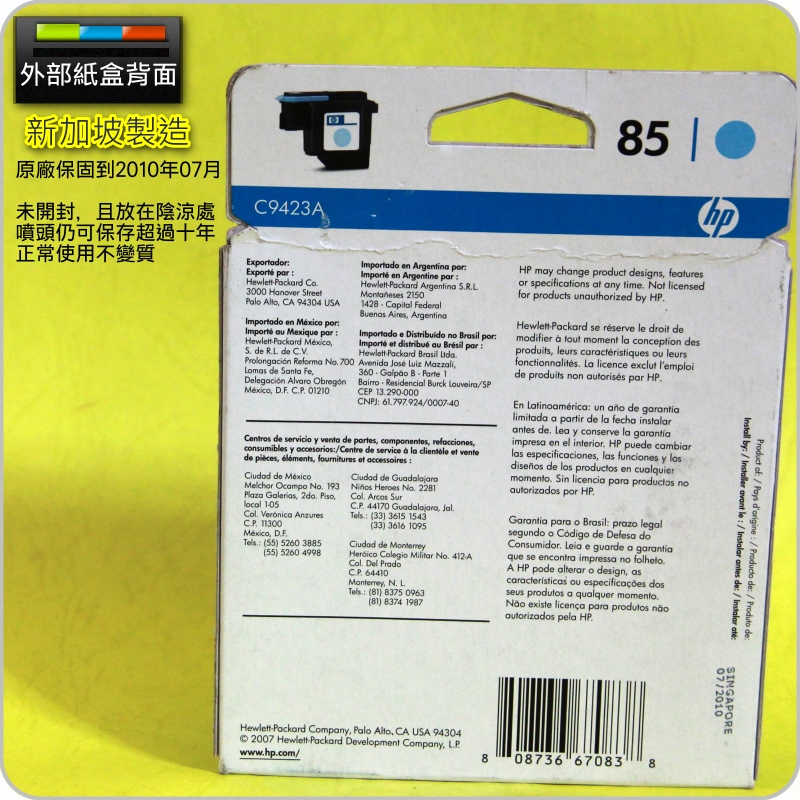 外部紙盒背面
新加坡製造
原廠保固到2010年07月
未開封，且放在陰涼處
噴頭仍可保存超過十年
正常使用不變質
85
C9423A
hp
Exportador:
Exporté par :
Hewlett-Packard Co.
3000 Hanover Street
Palo Alto, CA 94304 USA
Importado en México por:
Importé au Mexique par :
Hewlett-Packard México,
S. de R.L. de C.V.
Prolongación Reforma No. 700
Lomas de Santa Fe,
Delegación Alvaro Obregón
México, D.F. C.P. 01210
Importado en Argentina por:
Importé en Argentine par :
Hewlett-Packard Argentina S.R.L.
Montañeses 2150
1428 - Capital Federal
Buenos Aires, Argentina
Importado e Distribuído no Brasil por:
Importé et distribué au Brésil par :
Hewlett-Packard Brasil Ltda.
Avenida José Luiz Mazzali,
360 - Galpão B - Parte 1
Bairro - Residencial Burck Louveira/SP
CEP 13.290-000
CNPJ: 61.797.924/0007-40
Centros de servicio y venta de partes, componentes, refacciones,
consumibles y accesorios:/Centre de service à la clientèle et vente
de pièces, éléments, fournitures et accessoires :
Ciudad de México
Melchor Ocampo No. 193
Plaza Galerias, 2do. Piso,
local 1-05
Col. Verónica Anzures
C.P. 11300
México, D.F.
Tels.: (55) 5260 3885
(55) 5260 4998
Ciudad de Guadalajara
Niños Heroes No. 2281
Col. Arcos Sur
C.P. 44170 Guadalajara, Jal.
Tels.: (33) 3615 1543
(33) 3616 1095
Ciudad de Monterrey
Heróico Colegio Militar No. 412-A
Col. Del Prado
C.P. 64410
Monterrey, N. L.
Tels.: (81) 8375 0963
(81) 8374 1987
HP may change product designs, features
or specifications at any time. Not licensed
for products unauthorized by HP.
Hewlett-Packard se réserve le droit de
modifier à tout moment la conception des
produits, leurs caractéristiques ou leurs
fonctionnalités. La licence exclut l'emploi
de produits non autorisés par HP.
En Latinoamérica: un año de garantía
limitada a partir de la fecha instalar
antes de. Lea y conserve la garantía
impresa en el interior. HP puede cambiar
las especificaciones, las funciones y los
diseños de los productos en cualquier
momento. Sin licencia para productos no
autorizados por HP.
Garantia para o Brasil: prazo legal
segundo o Código de Defesa do
Consumidor. Leia e guarde a garantia
que se encontra impressa no folheto.
A HP pode alterar o design, as
características ou especificações dos
seus produtos a qualquer momento.
Não existe licença para produtos não
autorizados pela HP.
Product of: / Pays d'origine : / Producto de: / Produto de:
Install by: / Installer avant le : / Instalar antes de: / Instalar até:
SINGAPORE
07/2010
Hewlett-Packard Company, Palo Alto, CA USA 94304
© 2007 Hewlett-Packard Development Company, L.P.
www.hp.com/
8 08736 67083 8